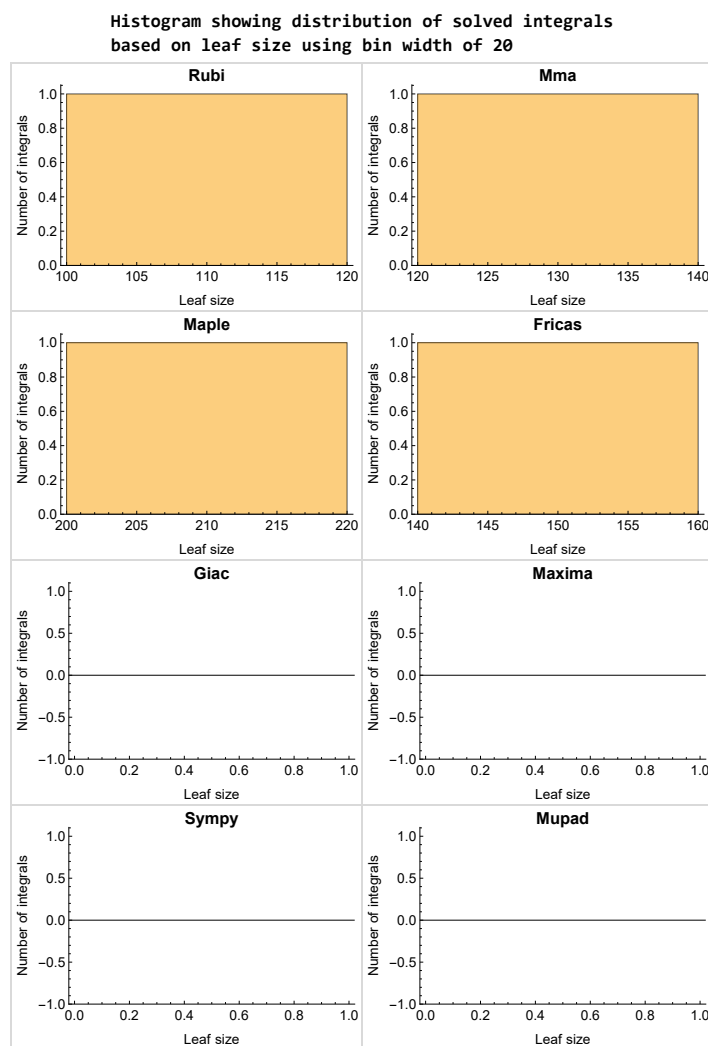 Histogram showing distribution of solved integrals
based on leaf size using bin width of 20
Rubi
Number of integrals
1.0
0.8
0.6
0.4
0.2
0.0
100 105 110 115 120
Leaf size
Mma
Number of integrals
1.0
0.8
0.6
0.4
0.2
0.0
120 125 130 135 140
Leaf size
Maple
Number of integrals
1.0
0.8
0.6
0.4
0.2
0.0
200 205 210 215 220
Leaf size
Fricas
Number of integrals
1.0
0.8
0.6
0.4
0.2
0.0
140 145 150 155 160
Leaf size
Giac
Number of integrals
1.0
0.5
0.0
−0.5
−1.0
0.0 0.2 0.4 0.6 0.8 1.0
Leaf size
Maxima
Number of integrals
1.0
0.5
0.0
−0.5
−1.0
0.0 0.2 0.4 0.6 0.8 1.0
Leaf size
Sympy
Number of integrals
1.0
0.5
0.0
−0.5
−1.0
0.0 0.2 0.4 0.6 0.8 1.0
Leaf size
Mupad
Number of integrals
1.0
0.5
0.0
−0.5
−1.0
0.0 0.2 0.4 0.6 0.8 1.0
Leaf size